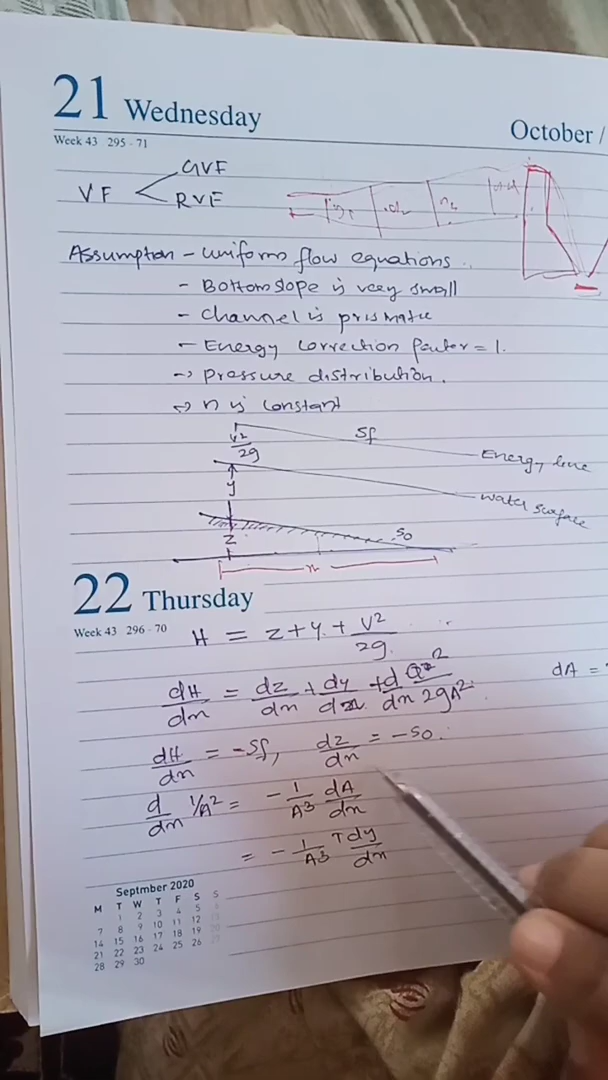 21 Wednesday
October /
Week 43 295 - 71
GVF
VF
RVF
y1 d2
Assumption - uniform flow equations.
- Bottom slope is very small
- Channel is prismatic
- Energy correction factor = 1.
-> Pressure distribution.
=> n is constant
V²/2g
Sf
Energy line
y
water surface
So
Z
x
22 Thursday
Week 43 296 - 70
H = Z + y + V²/2g
dH/dx = dz/dx + dy/dx + d/dx Q²/2gA²
dA =
dH/dx = -Sf, dz/dx = -So.
d/dx 1/A² = - 1/A³ dA/dx
= - 1/A³ T dy/dx
Septmber 2020
M T W T F S S
1 2 3 4 5
7 8 9 10 11 12
14 15 16 17 18 19
21 22 23 24 25 26
28 29 30